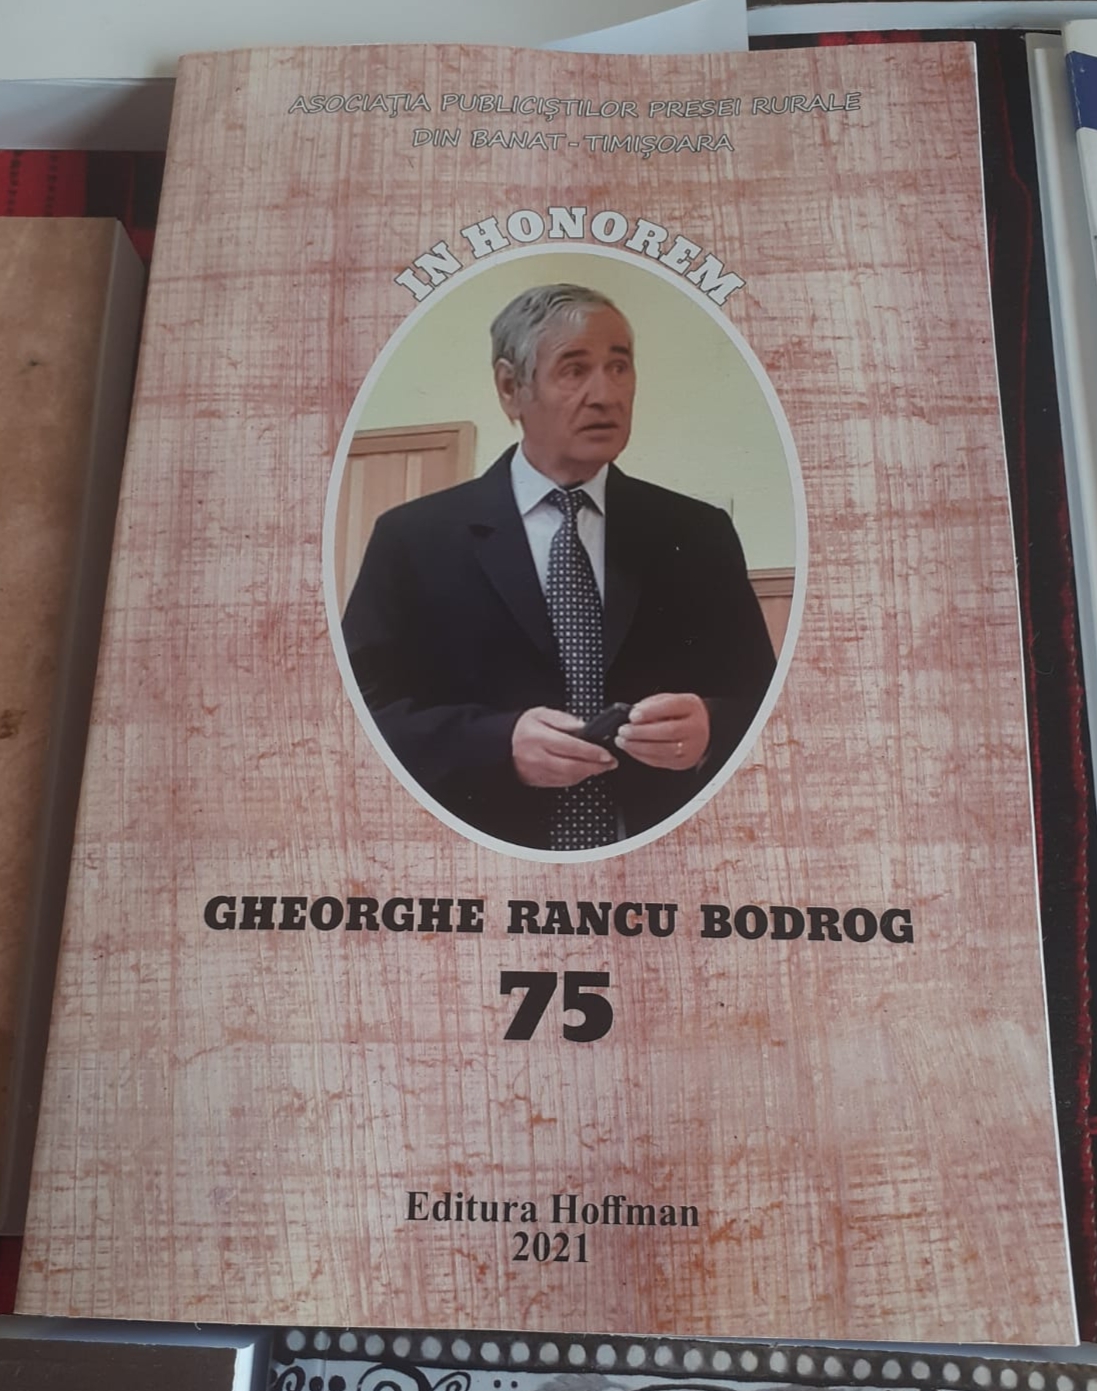 ASOCIAȚIA PUBLICIȘTILOR PRESEI RURALE
DIN BANAT - TIMIȘOARA
IN HONOREM
GHEORGHE RANCU BODROG
75
Editura Hoffman
2021